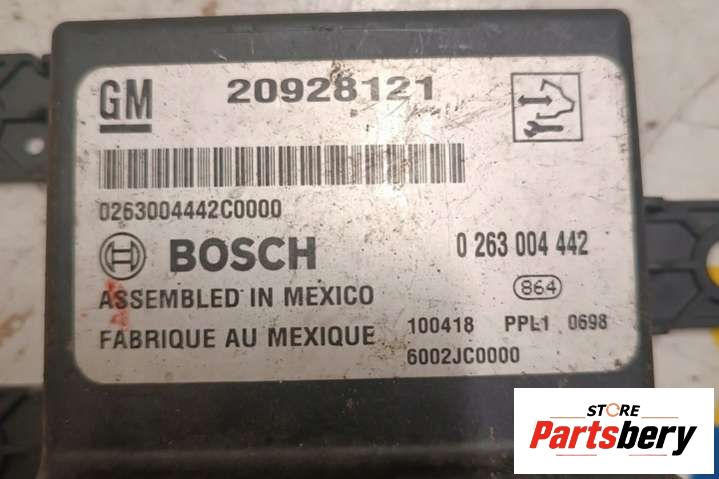 GM 20928121
0263004442C0000
BOSCH 0 263 004 442
864
ASSEMBLED IN MEXICO
FABRIQUE AU MEXIQUE
100418 PPL1 0698
6002JC0000
STORE
Partsbery